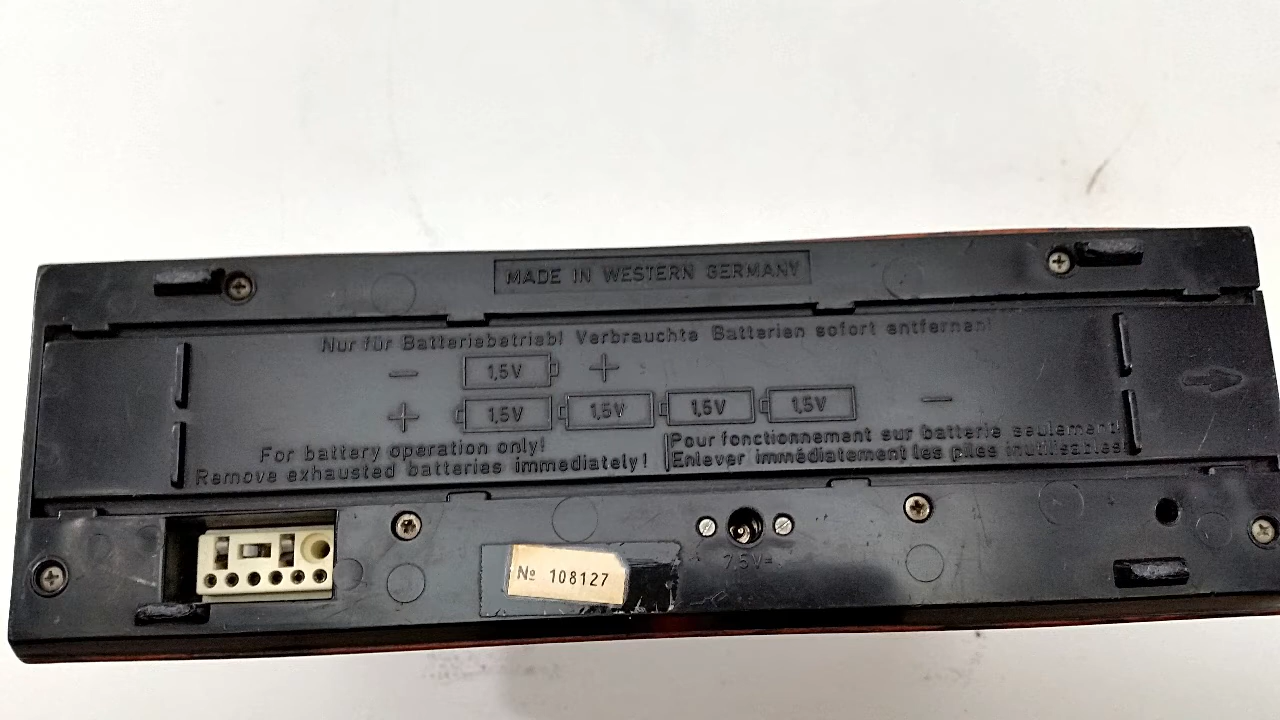 MADE IN WESTERN GERMANY
Nur für Batteriebetrieb! Verbrauchte Batterien sofort entfernen!
− 1,5V +
+ 1,5V 1,5V 1,5V 1,5V −
For battery operation only!
Remove exhausted batteries immediately!
Pour fonctionnement sur batterie seulement!
Enlever immédiatement les piles inutilisables!
№ 108127
7,5V=